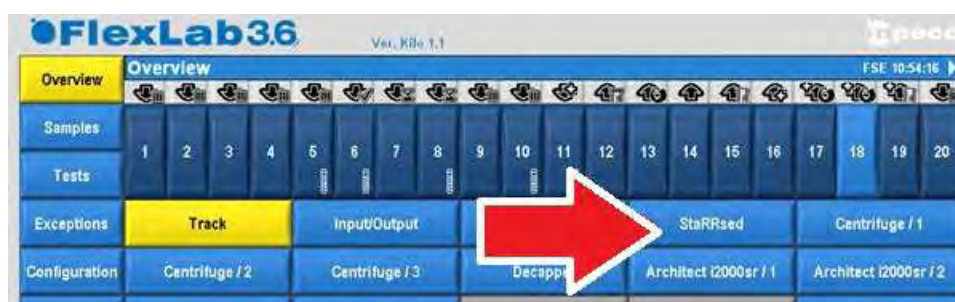 FlexLab3.6 Ver. Kilo 1.1 Inpeco
Overview Overview FSE 10:54:16
Samples
1 2 3 4 5 6 7 8 9 10 11 12 13 14 15 16 17 18 19 20
Tests
Exceptions Track Input/Output StaRRsed Centrifuge / 1
Configuration Centrifuge / 2 Centrifuge / 3 Architect i2000sr / 1 Architect i2000sr / 2